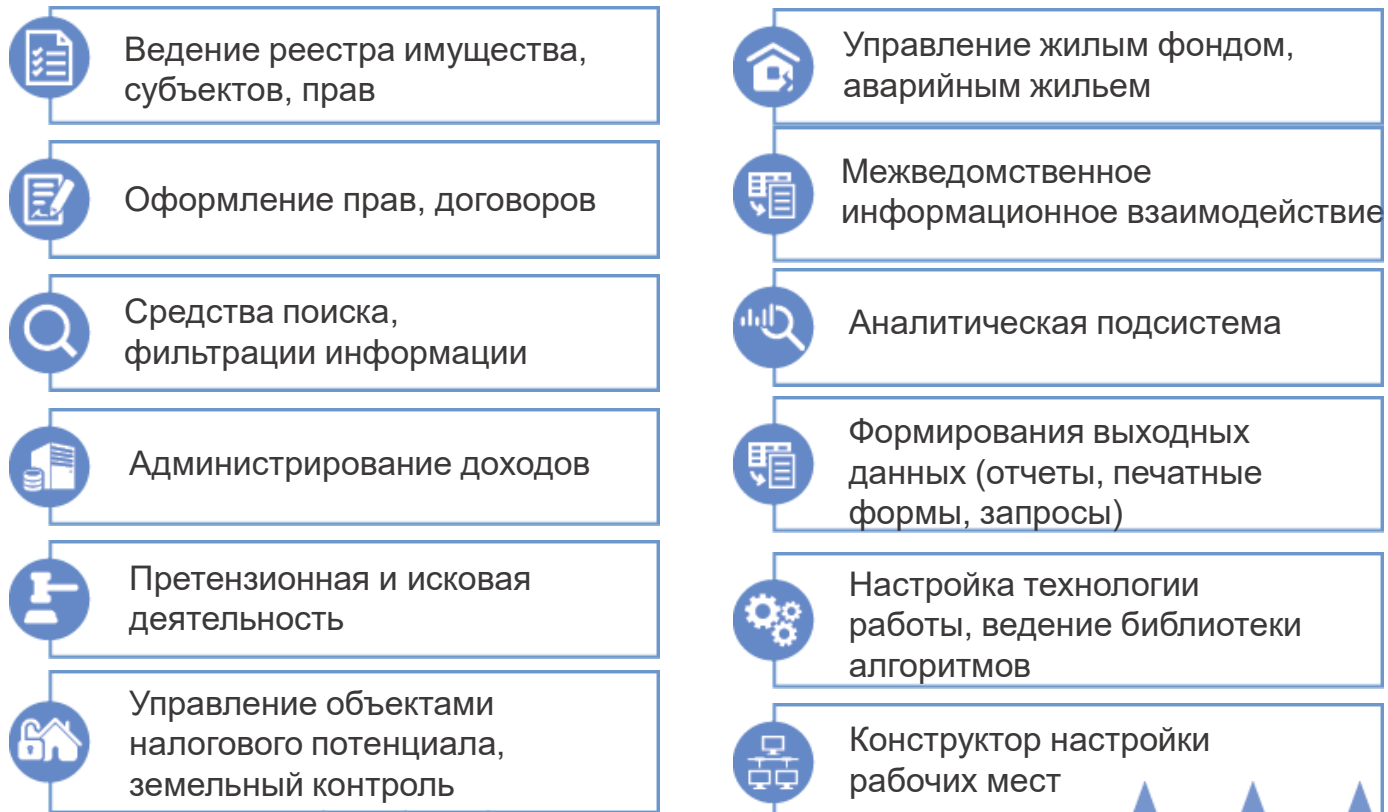 Ведение реестра имущества,
субъектов, прав
Оформление прав, договоров
Средства поиска,
фильтрации информации
Администрирование доходов
Претензионная и исковая
деятельность
Управление объектами
налогового потенциала,
земельный контроль
Управление жилым фондом,
аварийным жильем
Межведомственное
информационное взаимодействие
Аналитическая подсистема
Формирования выходных
данных (отчеты, печатные
формы, запросы)
Настройка технологии
работы, ведение библиотеки
алгоритмов
Конструктор настройки
рабочих мест